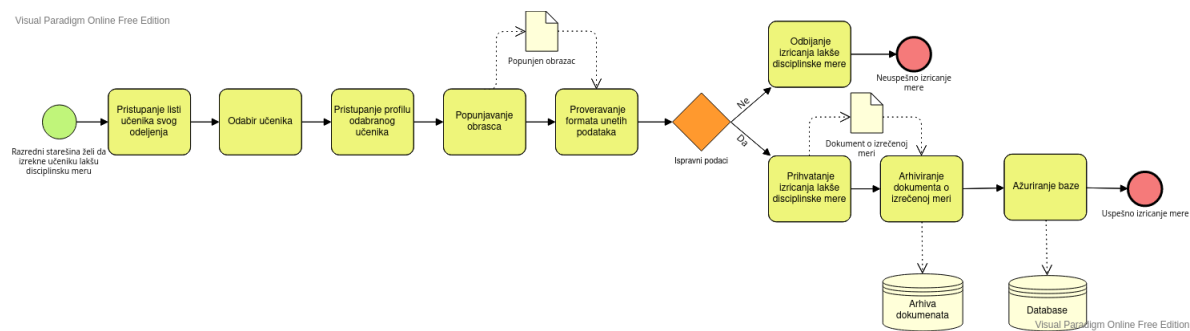 Visual Paradigm Online Free Edition
Razredni starešina želi da
izrekne učeniku lakšu
disciplinsku meru
Pristupanje listi
učenika svog
odeljenja
Odabir učenika
Pristupanje profilu
odabranog
učenika
Popunjavanje
obrasca
Popunjen obrazac
Proveravanje
formata unetih
podataka
Ispravni podaci
Ne
Odbijanje
izricanja lakše
disciplinske mere
Neuspešno izricanje
mere
Da
Prihvatanje
izricanja lakše
disciplinske mere
Dokument o izrečenoj
meri
Arhiviranje
dokumenta o
izrečenoj meri
Ažuriranje baze
Uspešno izricanje mere
Arhiva
dokumenata
Database
Visual Paradigm Online Free Edition